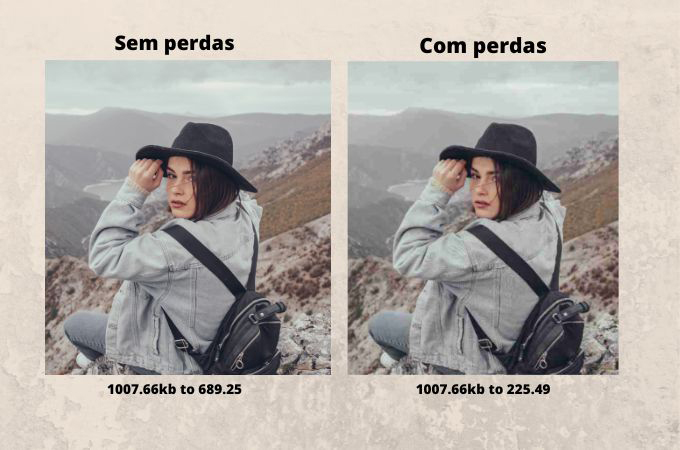 Sem perdas
Com perdas
1007.66kb to 689.25
1007.66kb to 225.49